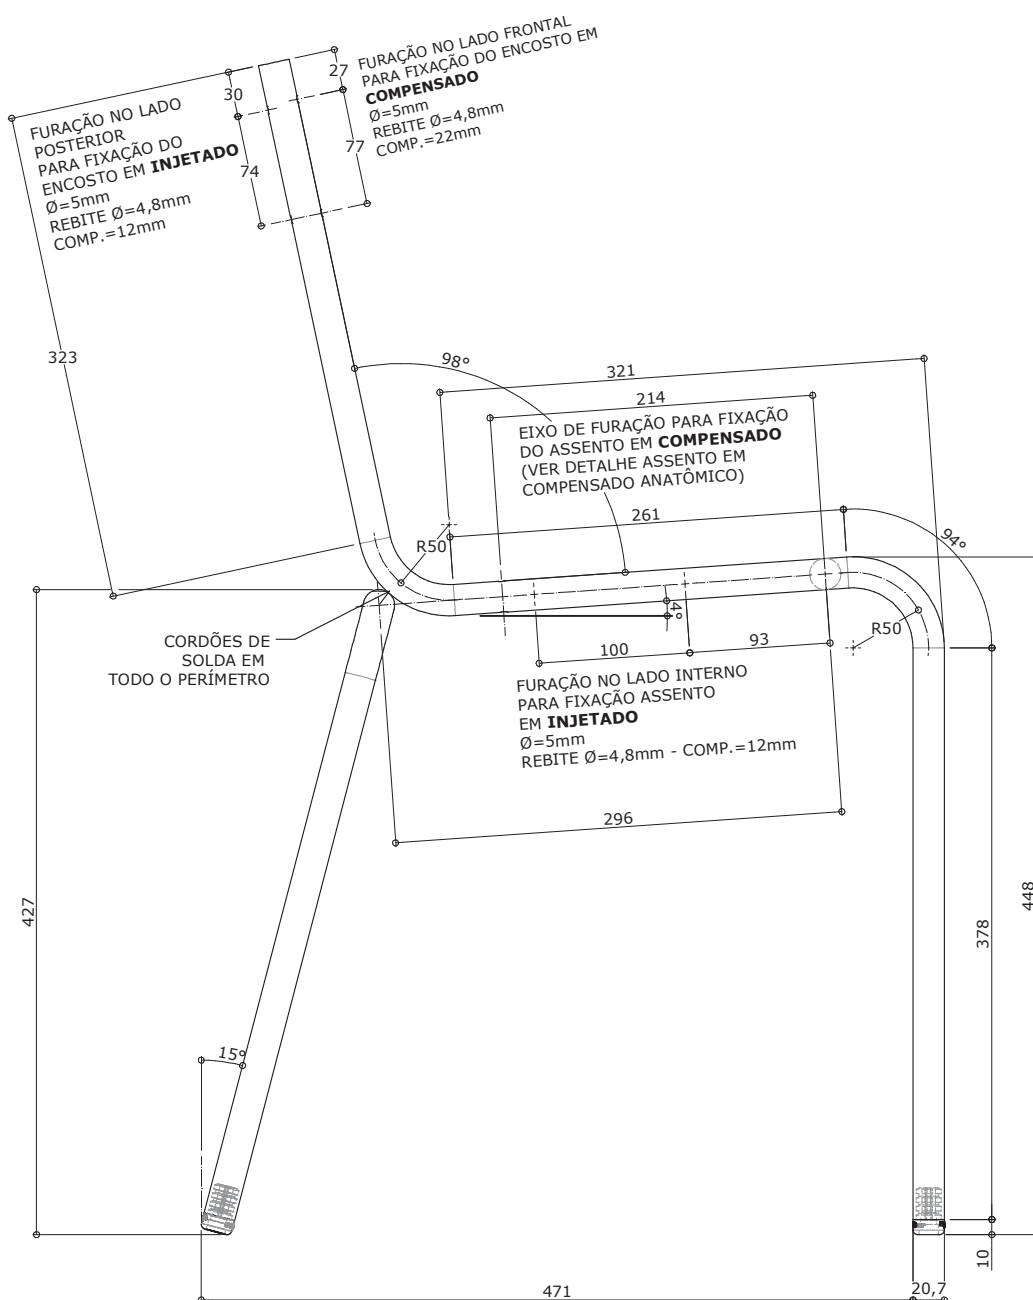 FURAÇÃO NO LADO FRONTAL
PARA FIXAÇÃO DO ENCOSTO EM
COMPENSADO
Ø=5mm
REBITE Ø=4,8mm
COMP.=22mm
27
30
77
74
FURAÇÃO NO LADO
POSTERIOR
PARA FIXAÇÃO DO
ENCOSTO EM INJETADO
Ø=5mm
REBITE Ø=4,8mm
COMP.=12mm
323
98°
321
214
EIXO DE FURAÇÃO PARA FIXAÇÃO
DO ASSENTO EM COMPENSADO
(VER DETALHE ASSENTO EM
COMPENSADO ANATÔMICO)
261
94°
R50
4°
R50
CORDÕES DE
SOLDA EM
TODO O PERÍMETRO
100
93
FURAÇÃO NO LADO INTERNO
PARA FIXAÇÃO ASSENTO
EM INJETADO
Ø=5mm
REBITE Ø=4,8mm - COMP.=12mm
296
427
448
378
15°
10
471
20,7